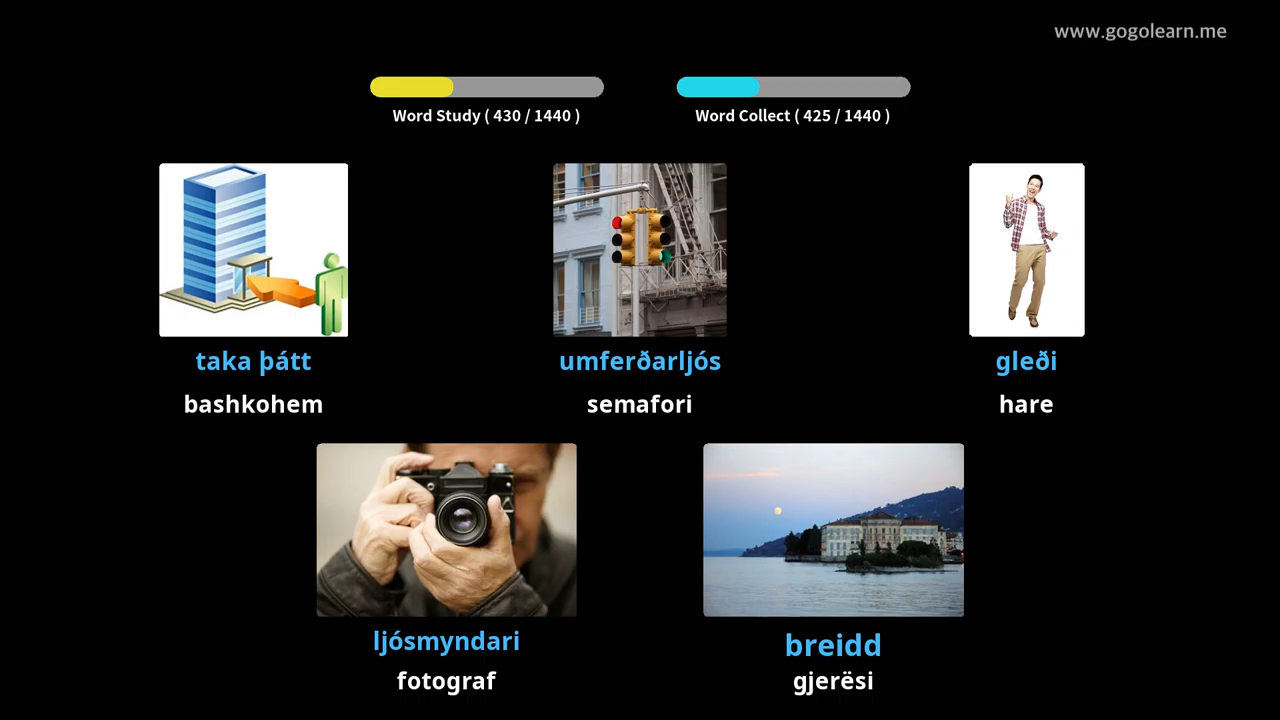 www.gogolearn.me
Word Study ( 430 / 1440 )
Word Collect ( 425 / 1440 )
taka þátt
umferðarljós
gleði
bashkohem
semafori
hare
ljósmyndari
breidd
fotograf
gjerësi